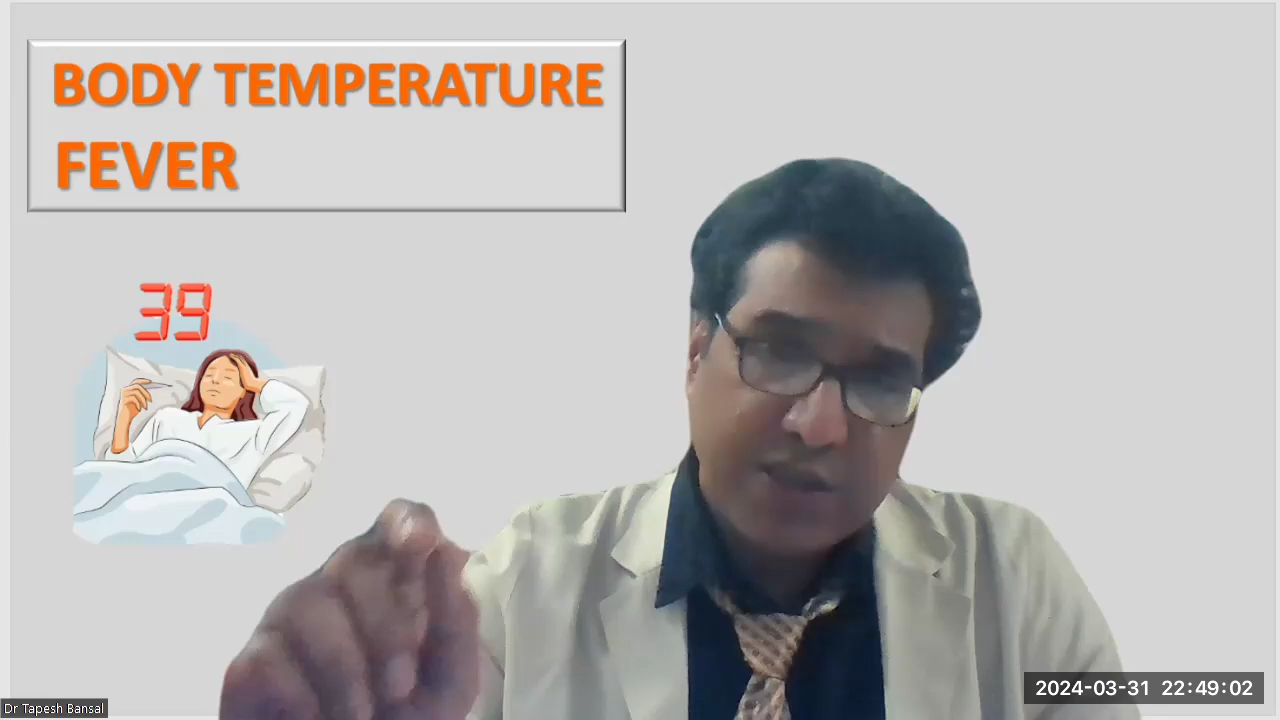 BODY TEMPERATURE
FEVER
39
Dr Tapesh Bansal
2024-03-31 22:49:02